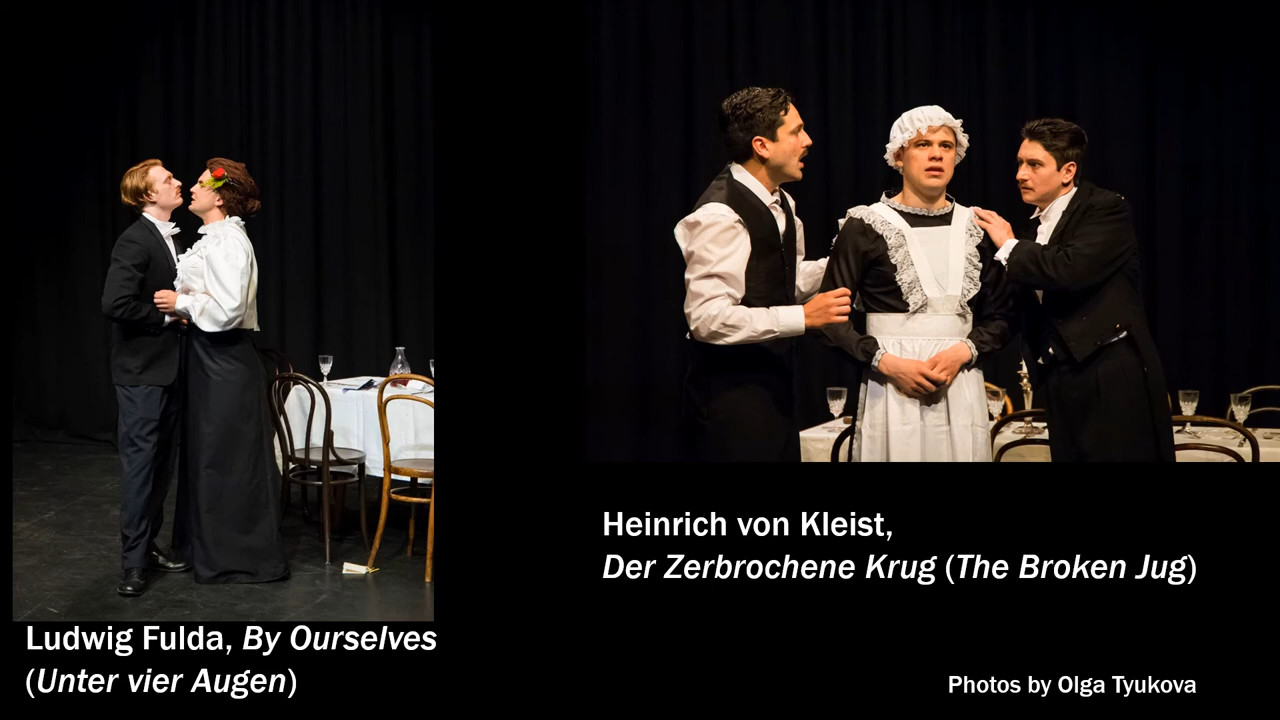 Heinrich von Kleist,
Der Zerbrochene Krug (The Broken Jug)
Ludwig Fulda, By Ourselves
(Unter vier Augen)
Photos by Olga Tyukova